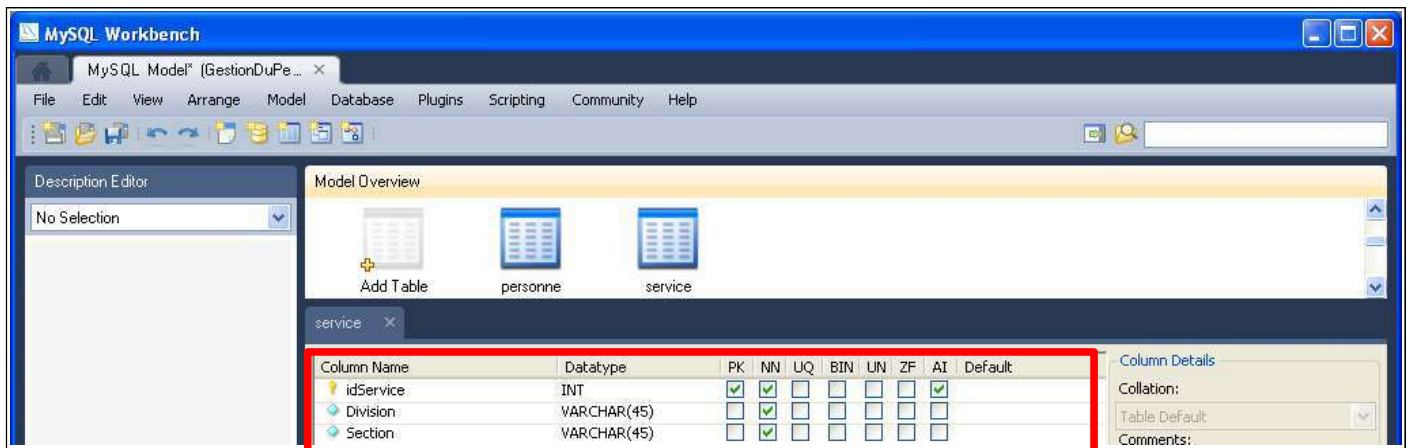 MySQL Workbench
MySQL Model* (GestionDuPe...
File Edit View Arrange Model Database Plugins Scripting Community Help
Description Editor
No Selection
Model Overview
Add Table
personne
service
service
Column Name Datatype PK NN UQ BIN UN ZF AI Default
idService INT
Division VARCHAR(45)
Section VARCHAR(45)
Column Details
Collation:
Table Default
Comments: